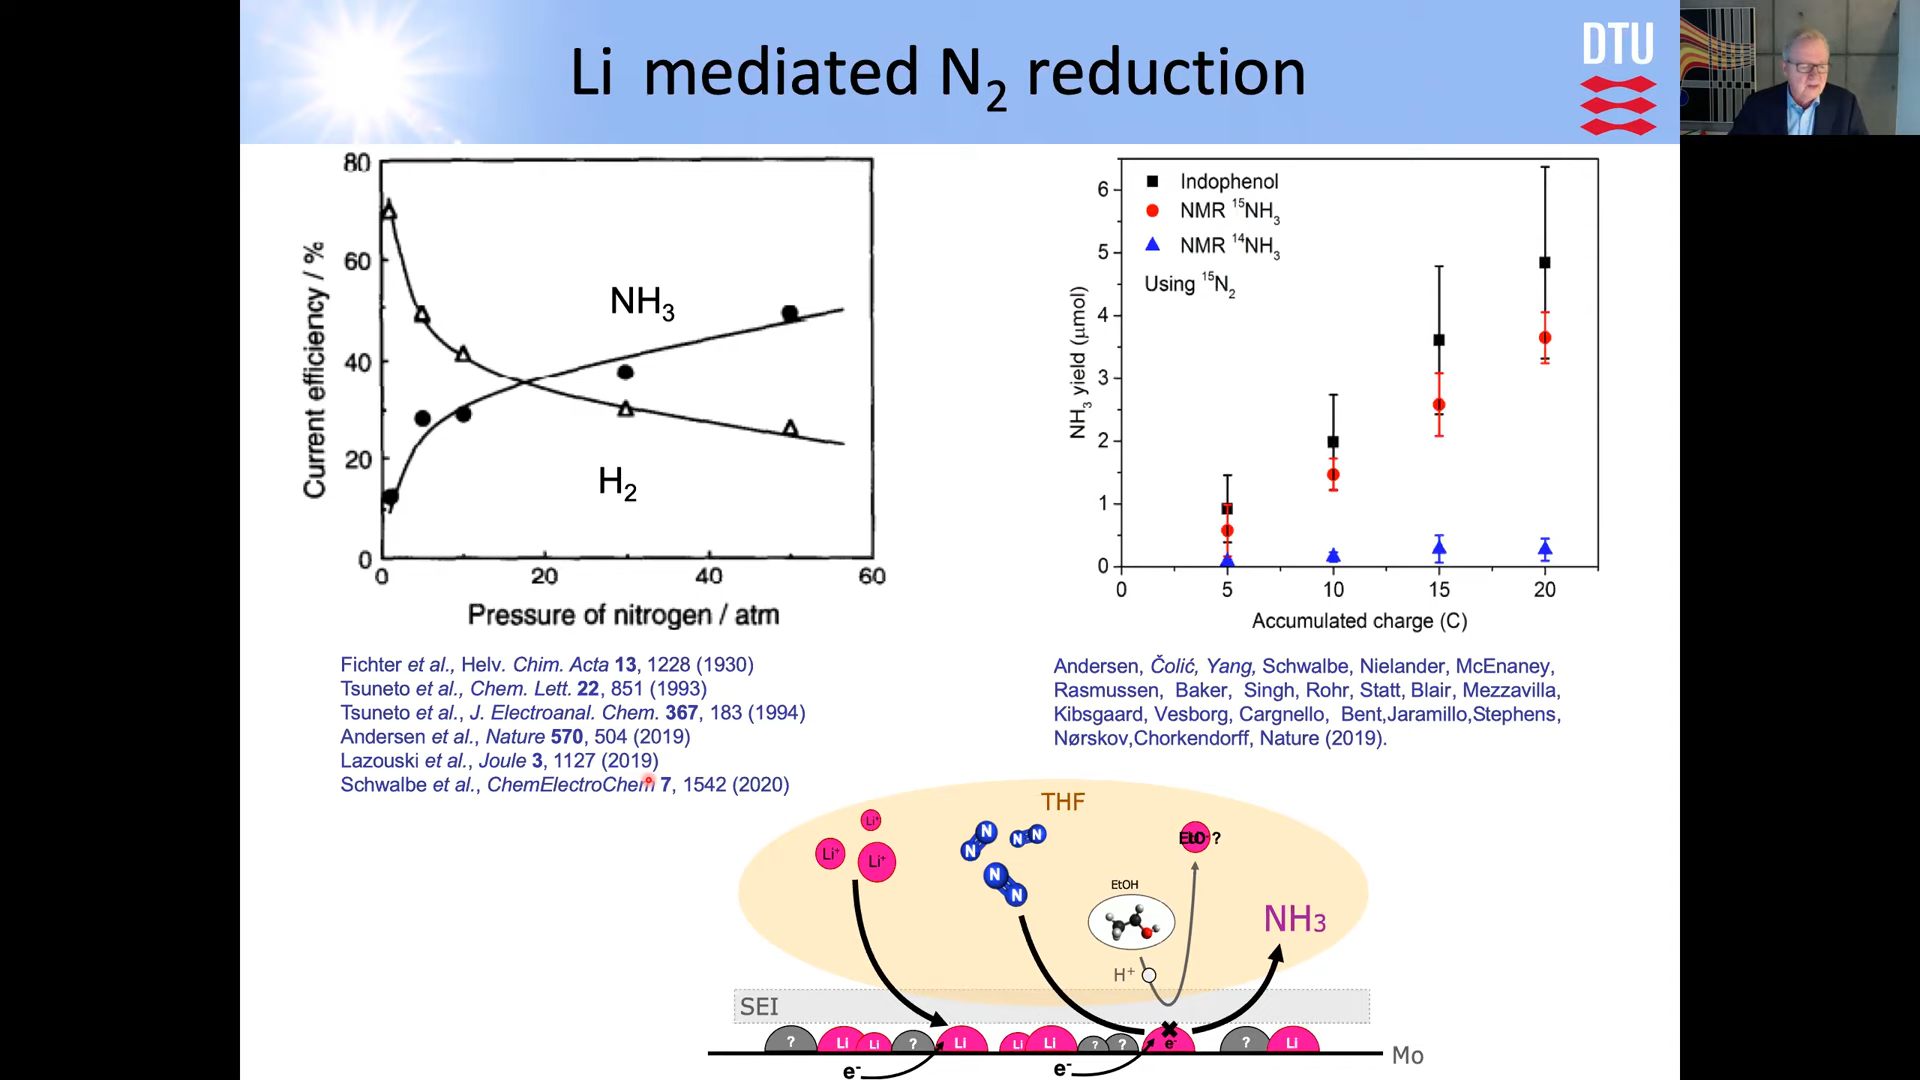 Li mediated N2 reduction
DTU
80
60
40
20
0
0 20 40 60
Current efficiency / %
Pressure of nitrogen / atm
NH3
H2
6
5
4
3
2
1
0
0 5 10 15 20
NH3 yield (μmol)
Accumulated charge (C)
Indophenol
NMR 15NH3
NMR 14NH3
Using 15N2
Fichter et al., Helv. Chim. Acta 13, 1228 (1930)
Tsuneto et al., Chem. Lett. 22, 851 (1993)
Tsuneto et al., J. Electroanal. Chem. 367, 183 (1994)
Andersen et al., Nature 570, 504 (2019)
Lazouski et al., Joule 3, 1127 (2019)
Schwalbe et al., ChemElectroChem 7, 1542 (2020)
Andersen, Čolić, Yang, Schwalbe, Nielander, McEnaney,
Rasmussen, Baker, Singh, Rohr, Statt, Blair, Mezzavilla,
Kibsgaard, Vesborg, Cargnello, Bent,Jaramillo,Stephens,
Nørskov,Chorkendorff, Nature (2019).
THF
Li+
Li+ Li+
N N N N
N N
?
EtOH
NH3
H+
SEI
? Li Li ? Li Li Li ? ? e- ? Li
Mo
e- e-